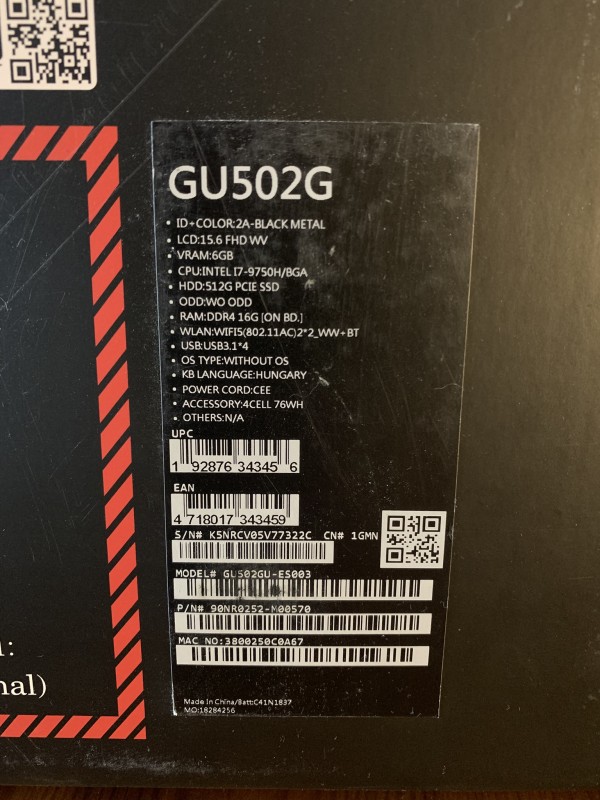 GU502G
• ID+COLOR:2A-BLACK METAL
• LCD:15.6 FHD WV
• VRAM:6GB
• CPU:INTEL I7-9750H/BGA
• HDD:512G PCIE SSD
• ODD:WO ODD
• RAM:DDR4 16G [ON BD.]
• WLAN:WIFI5(802.11AC)2*2_WW+BT
• USB:USB3.1*4
• OS TYPE:WITHOUT OS
• KB LANGUAGE:HUNGARY
• POWER CORD:CEE
• ACCESSORY:4CELL 76WH
• OTHERS:N/A
UPC
1 92876 34345 6
EAN
4 718017 343459
S/N# K5NRCV05V77322C CN# 1GMN
MODEL# GU502GU-ES003
P/N# 90NR0252-M00570
MAC NO:3800250C0A67
Made In China/Batt:C41N1837
MO:18284256
nal)